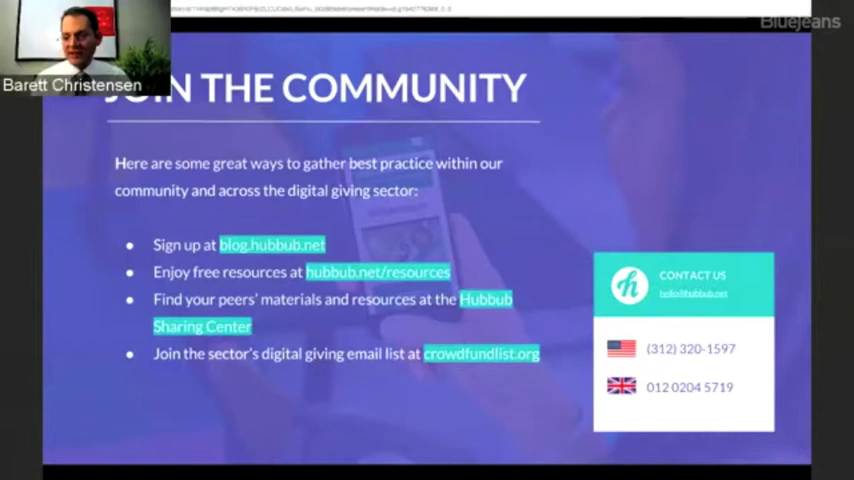 BlueJeans
Barett Christensen
JOIN THE COMMUNITY
Here are some great ways to gather best practice within our
community and across the digital giving sector:
● Sign up at blog.hubbub.net
● Enjoy free resources at hubbub.net/resources
● Find your peers' materials and resources at the Hubbub
Sharing Center
● Join the sector's digital giving email list at crowdfundlist.org
h
CONTACT US
hello@hubbub.net
(312) 320-1597
012 0204 5719